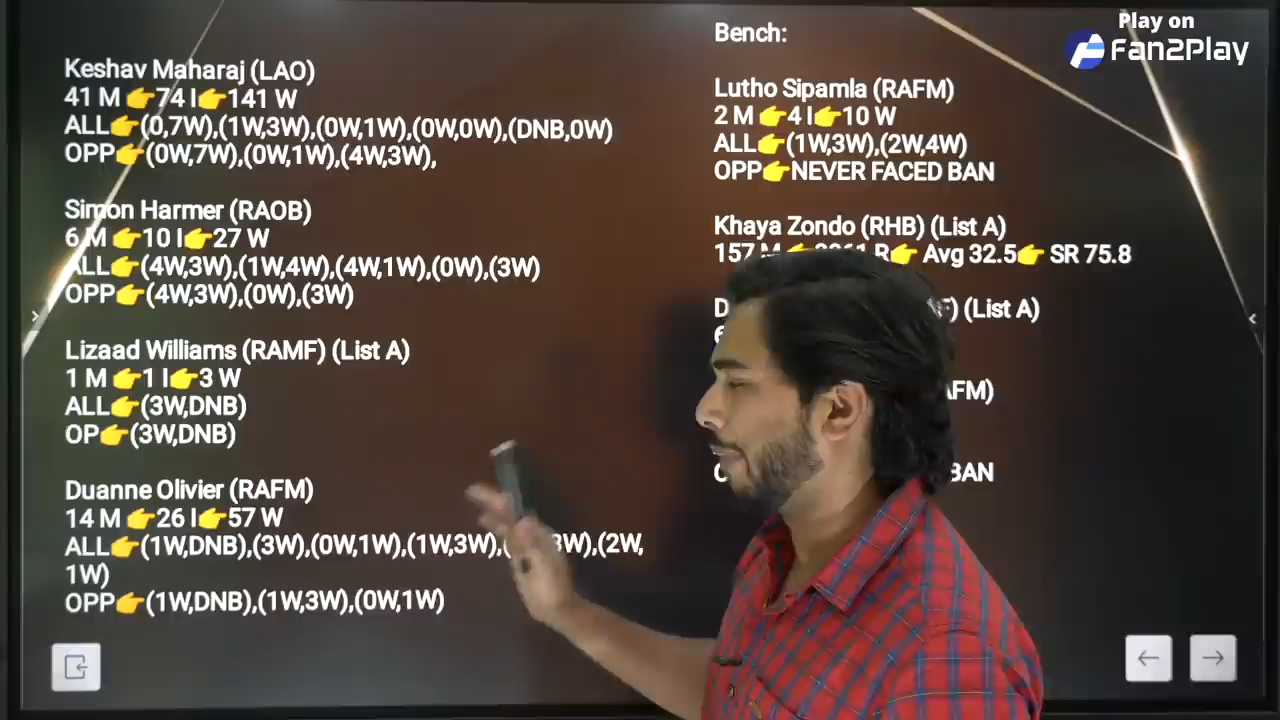 Play on
Fan2Play
Keshav Maharaj (LAO)
41 M 👉74 I👉141 W
ALL👉(0,7W),(1W,3W),(0W,1W),(0W,0W),(DNB,0W)
OPP👉(0W,7W),(0W,1W),(4W,3W),
Simon Harmer (RAOB)
6 M 👉10 I👉27 W
ALL👉(4W,3W),(1W,4W),(4W,1W),(0W),(3W)
OPP👉(4W,3W),(0W),(3W)
Lizaad Williams (RAMF) (List A)
1 M 👉1 I👉3 W
ALL👉(3W,DNB)
OP👉(3W,DNB)
Duanne Olivier (RAFM)
14 M 👉26 I👉57 W
ALL👉(1W,DNB),(3W),(0W,1W),(1W,3W),( 3W),(2W,
1W)
OPP👉(1W,DNB),(1W,3W),(0W,1W)
Bench:
Lutho Sipamla (RAFM)
2 M 👉4 I👉10 W
ALL👉(1W,3W),(2W,4W)
OPP👉NEVER FACED BAN
Khaya Zondo (RHB) (List A)
157 M 👉 R👉 Avg 32.5👉 SR 75.8
(List A)
BAN